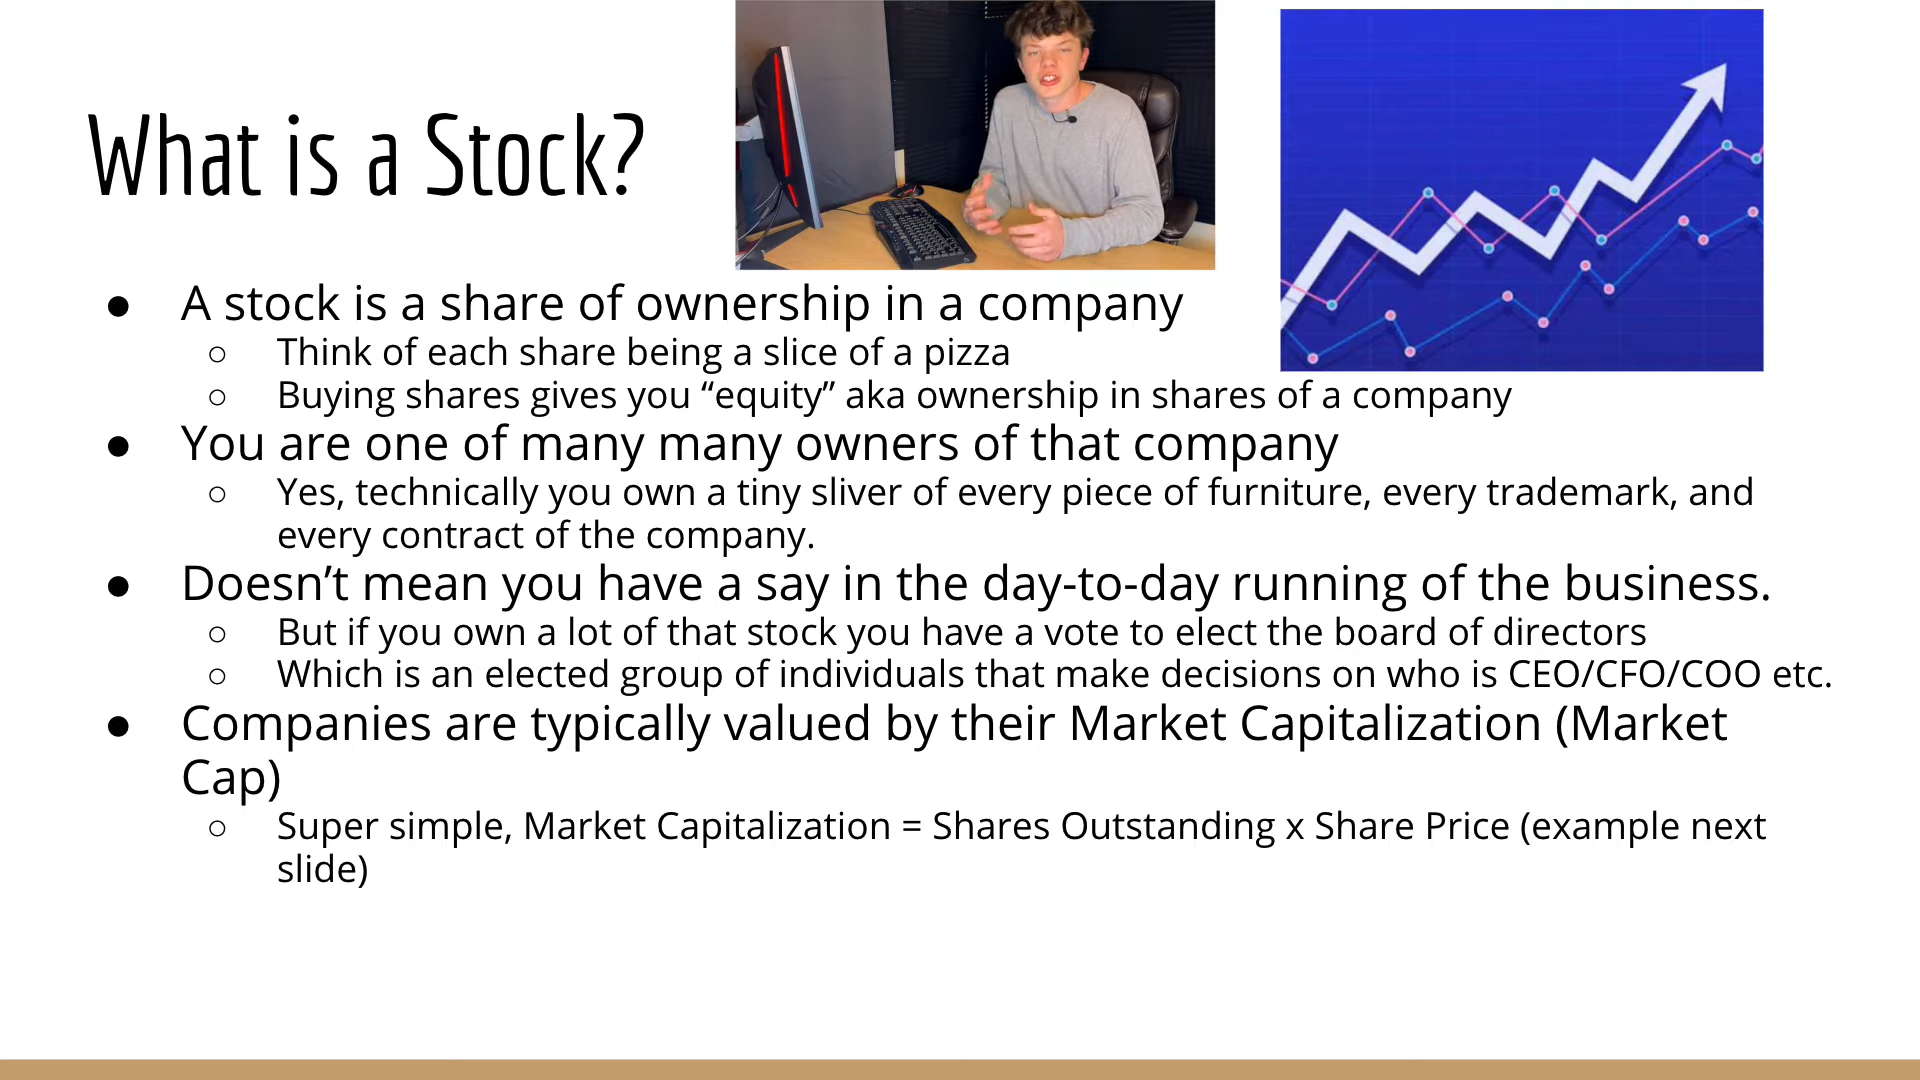 What is a Stock?
● A stock is a share of ownership in a company
○ Think of each share being a slice of a pizza
○ Buying shares gives you “equity” aka ownership in shares of a company
● You are one of many many owners of that company
○ Yes, technically you own a tiny sliver of every piece of furniture, every trademark, and
every contract of the company.
● Doesn’t mean you have a say in the day-to-day running of the business.
○ But if you own a lot of that stock you have a vote to elect the board of directors
○ Which is an elected group of individuals that make decisions on who is CEO/CFO/COO etc.
● Companies are typically valued by their Market Capitalization (Market
Cap)
○ Super simple, Market Capitalization = Shares Outstanding x Share Price (example next
slide)